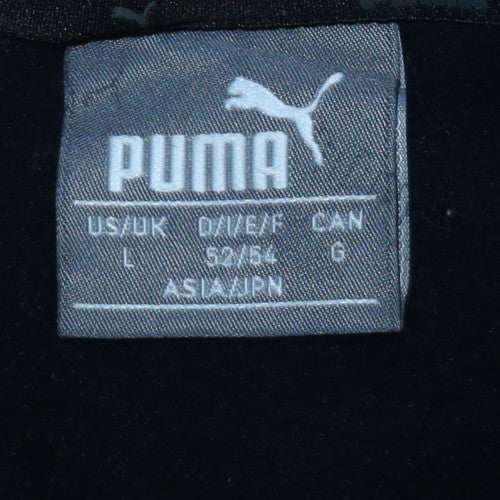 PUMA
US/UK D/I/E/F CAN
L 52/54 G
ASIA/JPN